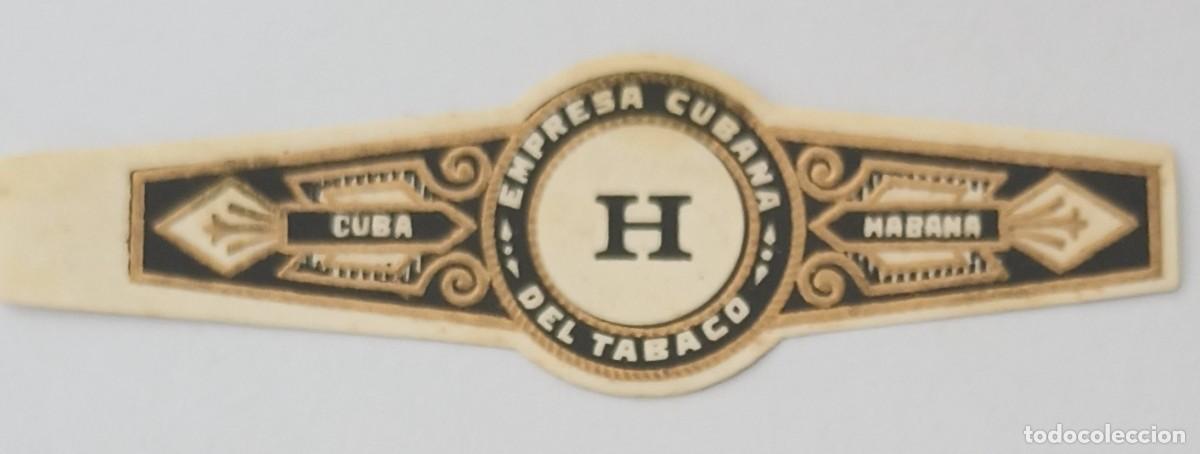 EMPRESA CUBANA
CUBA
H
HABANA
DEL TABACO
todocoleccion